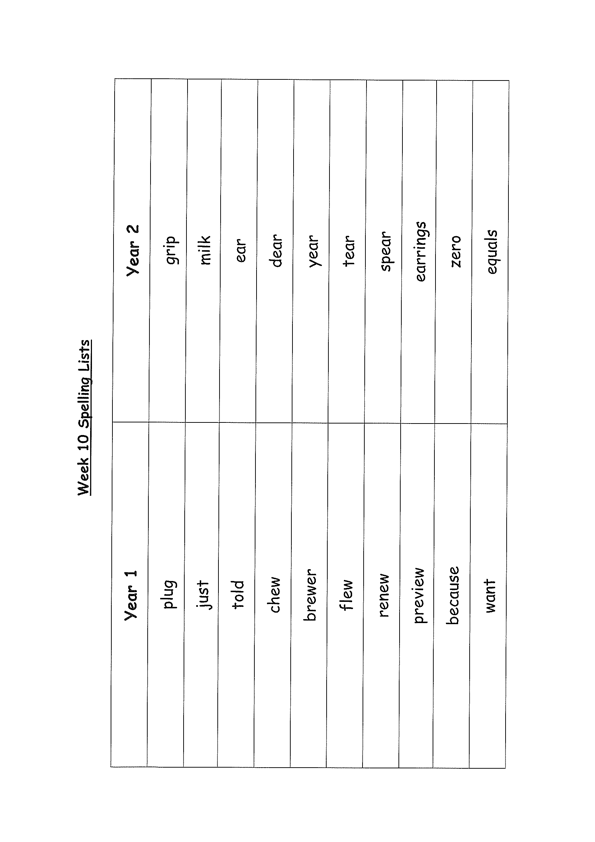 Week 10 Spelling Lists
Year 1 Year 2
plug grip
just milk
told ear
chew dear
brewer year
flew tear
renew spear
preview earrings
because zero
want equals